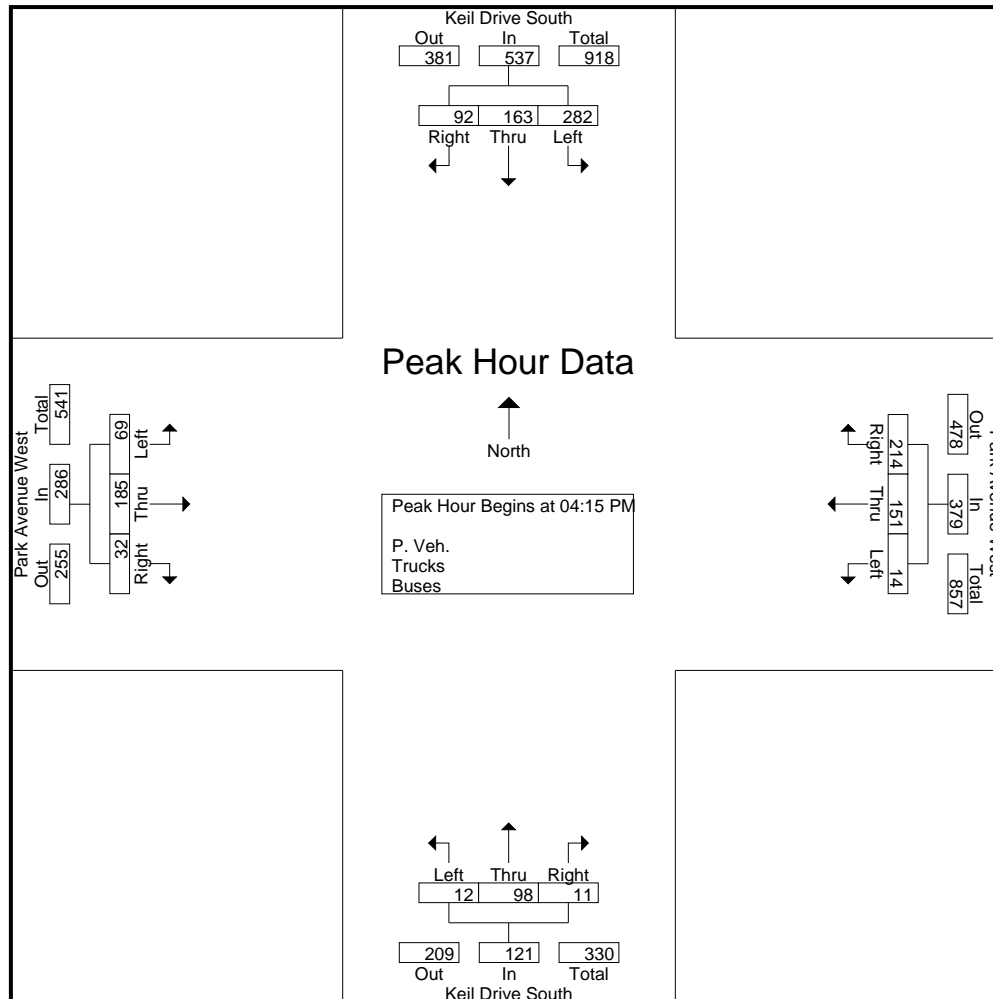 Keil Drive South
Out In Total
381 537 918
92 163 282
Right Thru Left
Peak Hour Data
North
Peak Hour Begins at 04:15 PM
P. Veh.
Trucks
Buses
Park Avenue West
Out In Total
255 286 541
32 185 69
Right Thru Left
Right Thru Left
214 151 14
Out In Total
478 379 857
Park Avenue West
Left Thru Right
12 98 11
209 121 330
Out In Total
Keil Drive South